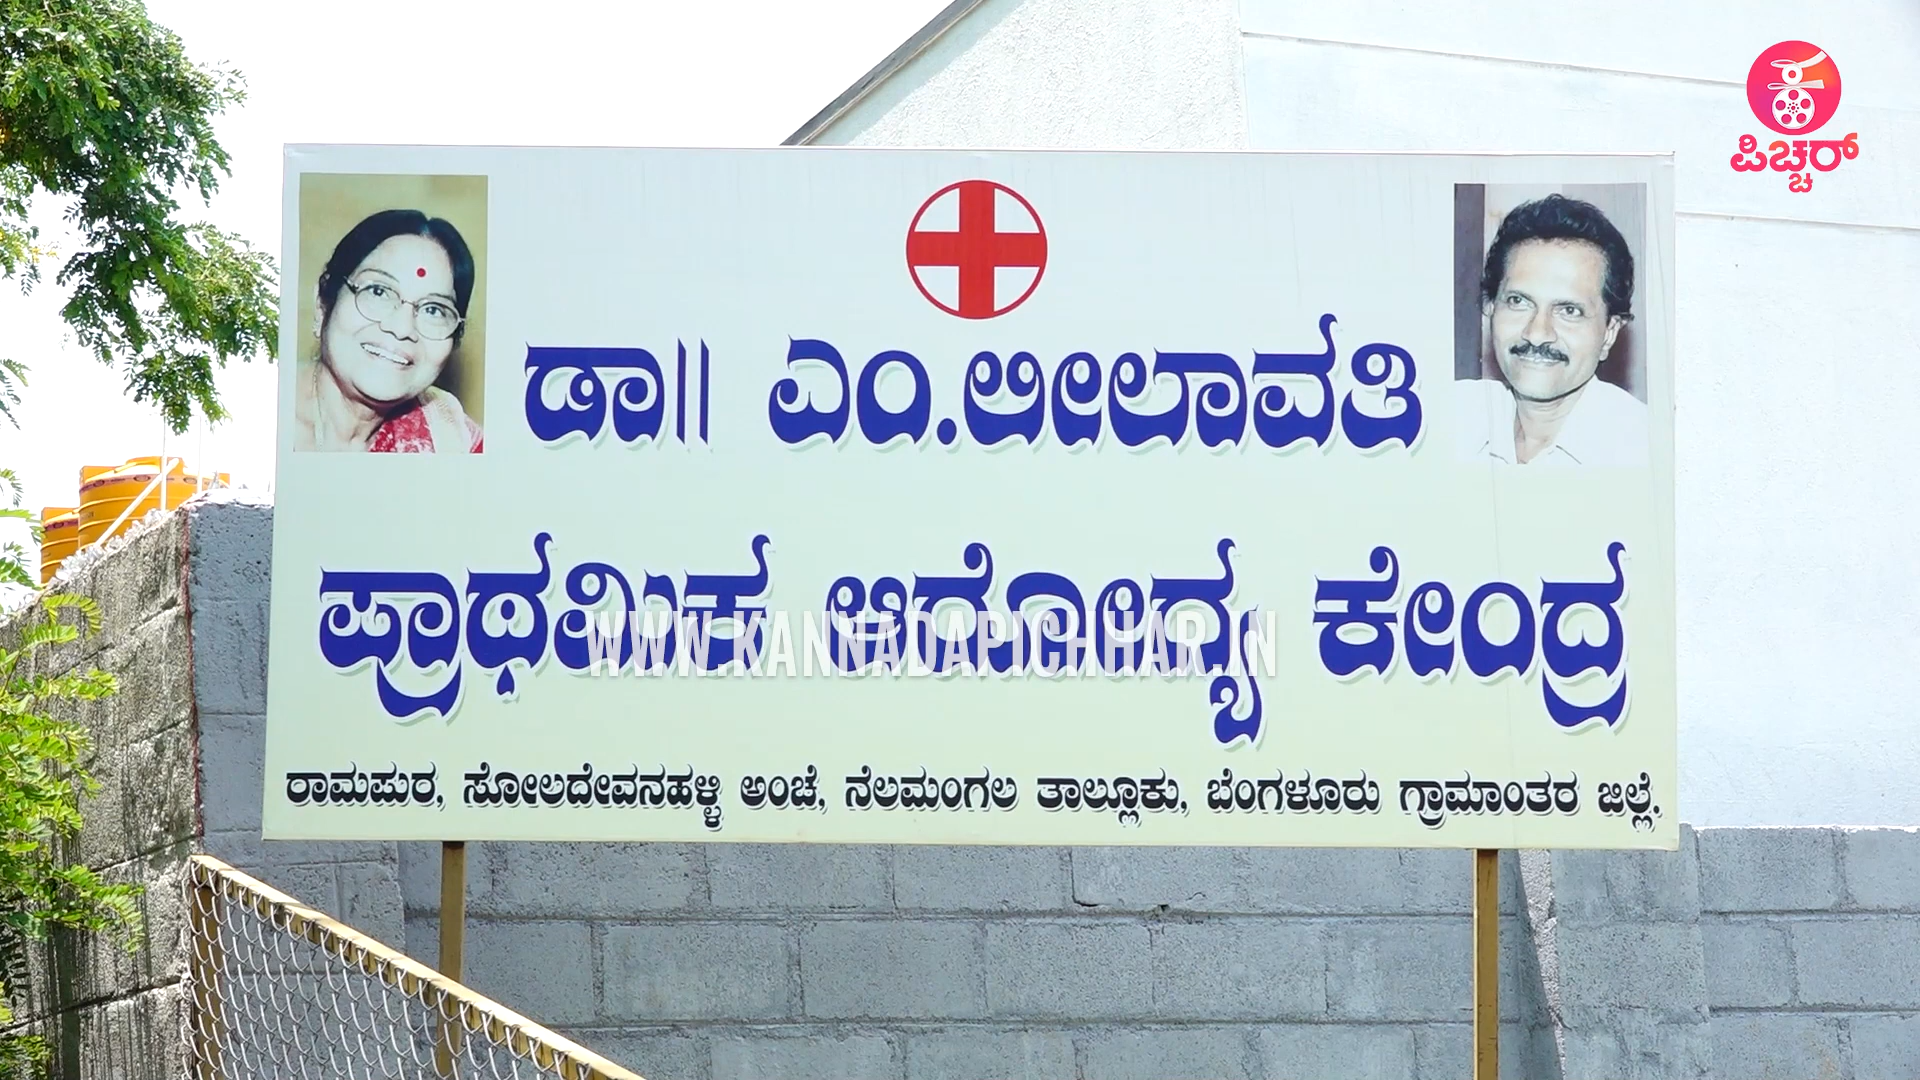 ಪಿಚ್ಚರ್
ಡಾ|| ಎಂ.ಲೀಲಾವತಿ
ಪ್ರಾಥಮಿಕ ಆರೋಗ್ಯ ಕೇಂದ್ರ
WWW.KANNADAPICHHAR.IN
ರಾಮಪುರ, ಸೋಲದೇವನಹಳ್ಳಿ ಅಂಚೆ, ನೆಲಮಂಗಲ ತಾಲ್ಲೂಕು, ಬೆಂಗಳೂರು ಗ್ರಾಮಾಂತರ ಜಿಲ್ಲೆ.